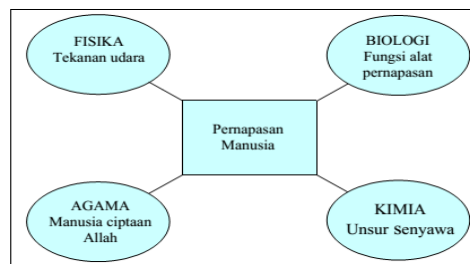 FISIKA
Tekanan udara
BIOLOGI
Fungsi alat
pernapasan
Pernapasan
Manusia
AGAMA
Manusia ciptaan
Allah
KIMIA
Unsur senyawa